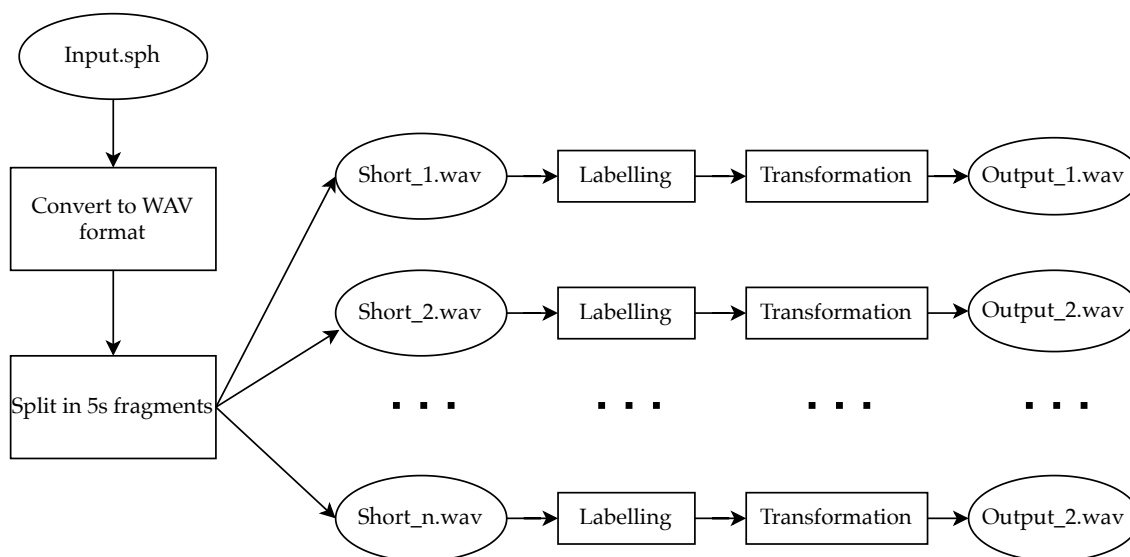 Input.sph
Convert to WAV
format
Split in 5s fragments
Short_1.wav
Labelling
Transformation
Output_1.wav
Short_2.wav
Labelling
Transformation
Output_2.wav
. . .
. . .
. . .
. . .
Short_n.wav
Labelling
Transformation
Output_2.wav